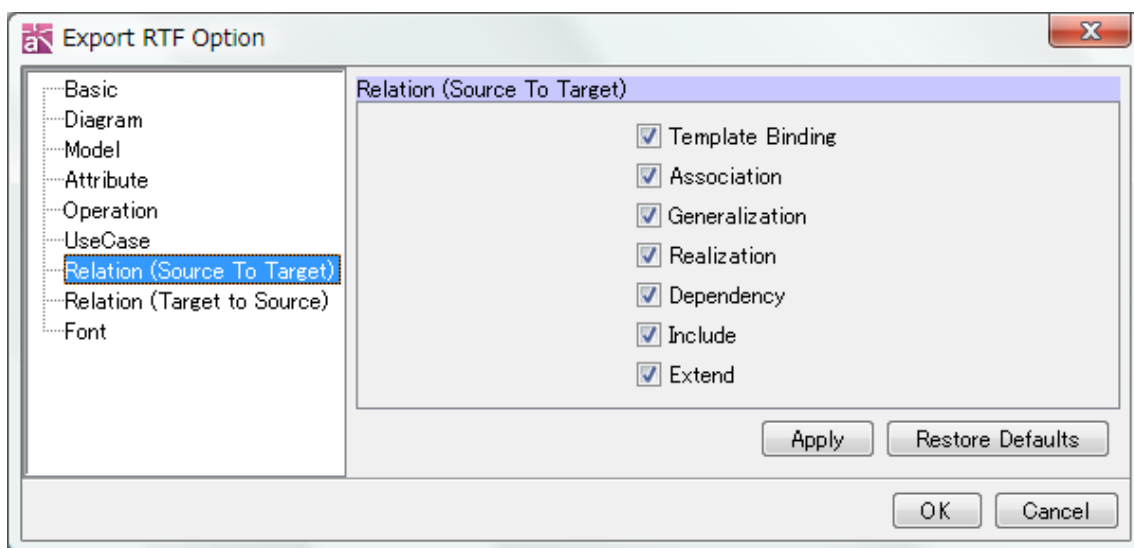 Export RTF Option
Basic
Diagram
Model
Attribute
Operation
UseCase
Relation (Source To Target)
Relation (Target to Source)
Font
Relation (Source To Target)
Template Binding
Association
Generalization
Realization
Dependency
Include
Extend
Apply
Restore Defaults
OK
Cancel